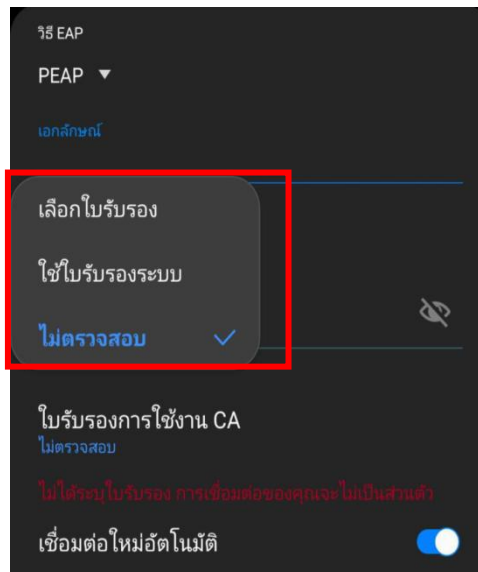 วิธี EAP
PEAP
เอกลักษณ์
เลือกใบรับรอง
ใช้ใบรับรองระบบ
ไม่ตรวจสอบ
ใบรับรองการใช้งาน CA
ไม่ตรวจสอบ
ไม่ได้ระบุใบรับรอง การเชื่อมต่อของคุณจะไม่เป็นส่วนตัว
เชื่อมต่อใหม่อัตโนมัติ